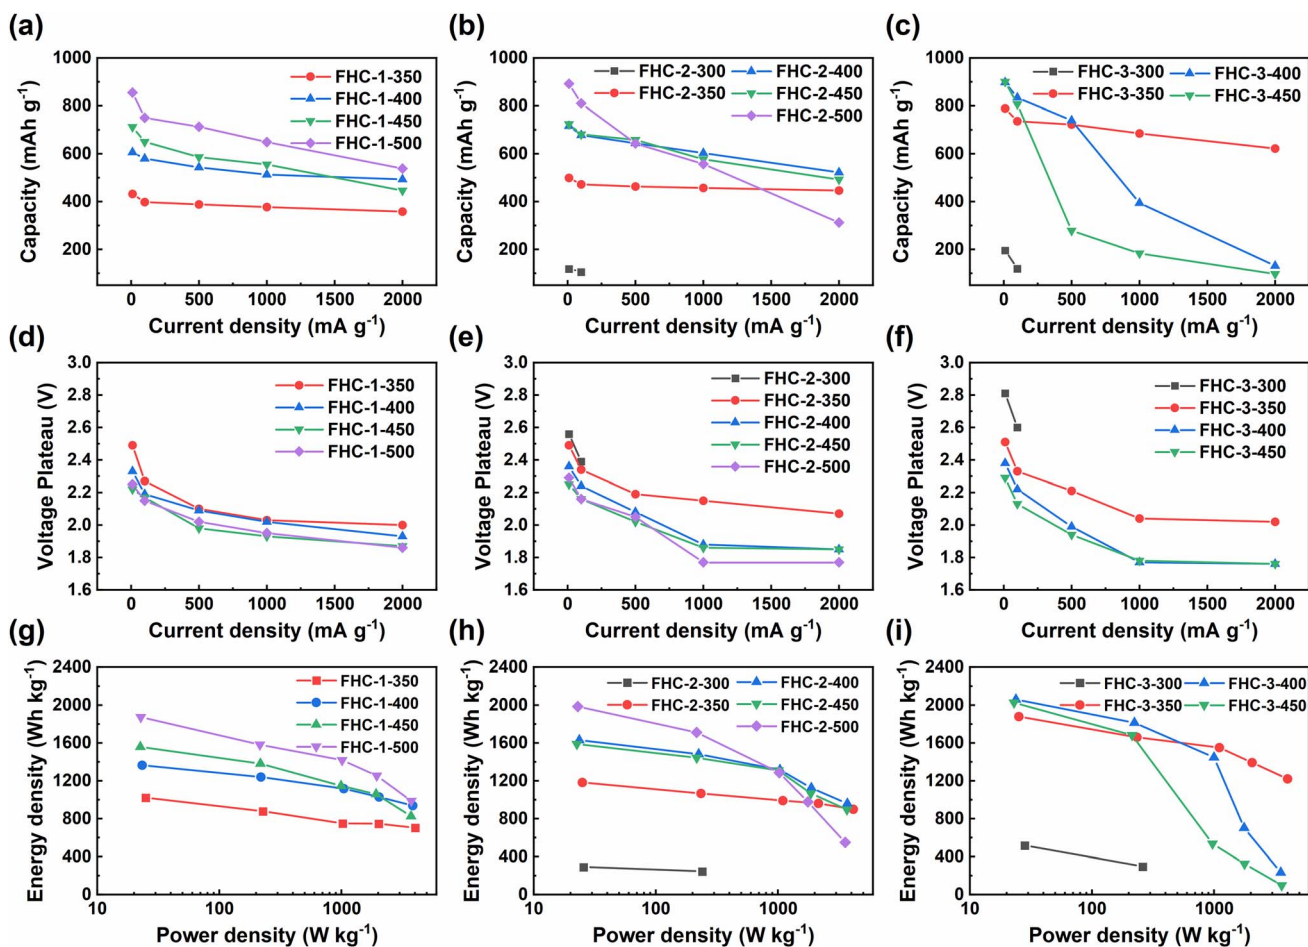 (a)
Capacity (mAh g⁻¹)
1000
800
600
400
200
FHC-1-350
FHC-1-400
FHC-1-450
FHC-1-500
0 500 1000 1500 2000
Current density (mA g⁻¹)
(b)
Capacity (mAh g⁻¹)
1000
800
600
400
200
FHC-2-300 FHC-2-400
FHC-2-350 FHC-2-450
FHC-2-500
0 500 1000 1500 2000
Current density (mA g⁻¹)
(c)
Capacity (mAh g⁻¹)
1000
800
600
400
200
FHC-3-300 FHC-3-400
FHC-3-350 FHC-3-450
0 500 1000 1500 2000
Current density (mA g⁻¹)
(d)
Voltage Plateau (V)
3.0
2.8
2.6
2.4
2.2
2.0
1.8
1.6
FHC-1-350
FHC-1-400
FHC-1-450
FHC-1-500
0 500 1000 1500 2000
Current density (mA g⁻¹)
(e)
Voltage Plateau (V)
3.0
2.8
2.6
2.4
2.2
2.0
1.8
1.6
FHC-2-300
FHC-2-350
FHC-2-400
FHC-2-450
FHC-2-500
0 500 1000 1500 2000
Current density (mA g⁻¹)
(f)
Voltage Plateau (V)
3.0
2.8
2.6
2.4
2.2
2.0
1.8
1.6
FHC-3-300
FHC-3-350
FHC-3-400
FHC-3-450
0 500 1000 1500 2000
Current density (mA g⁻¹)
(g)
Energy density (Wh kg⁻¹)
2400
2000
1600
1200
800
400
0
FHC-1-350
FHC-1-400
FHC-1-450
FHC-1-500
10 100 1000
Power density (W kg⁻¹)
(h)
Energy density (Wh kg⁻¹)
2400
2000
1600
1200
800
400
0
FHC-2-300 FHC-2-400
FHC-2-350 FHC-2-450
FHC-2-500
10 100 1000
Power density (W kg⁻¹)
(i)
Energy density (Wh kg⁻¹)
2400
2000
1600
1200
800
400
0
FHC-3-300 FHC-3-400
FHC-3-350 FHC-3-450
10 100 1000
Power density (W kg⁻¹)